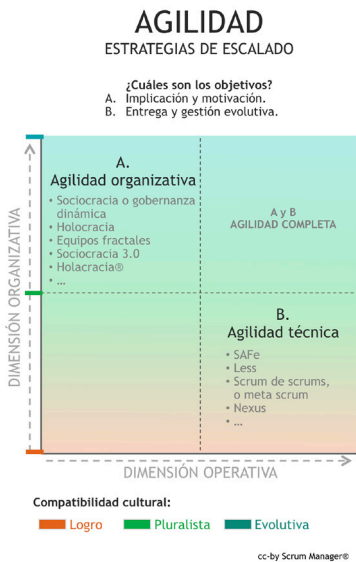 AGILIDAD
ESTRATEGIAS DE ESCALADO
¿Cuáles son los objetivos?
A. Implicación y motivación.
B. Entrega y gestión evolutiva.
DIMENSIÓN ORGANIZATIVA
A.
Agilidad organizativa
• Sociocracia o gobernanza
dinámica
• Holocracia
• Equipos fractales
• Sociocracia 3.0
• Holacracia®
• ...
A y B
AGILIDAD COMPLETA
B.
Agilidad técnica
• SAFe
• Less
• Scrum de scrums,
o meta scrum
• Nexus
• ...
DIMENSIÓN OPERATIVA
Compatibilidad cultural:
Logro
Pluralista
Evolutiva
cc-by Scrum Manager®